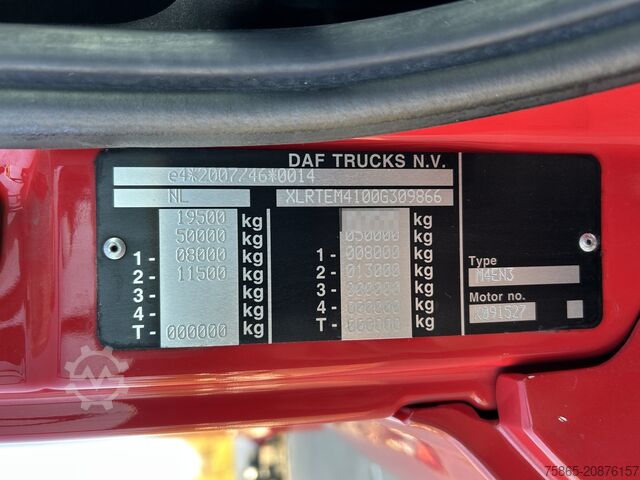 DAF TRUCKS N.V.
e4*2007/46*0014
NL XLRTEM4100G309866
19500 kg kg
50000 kg 050000 kg
1- 08000 kg 1- 008000 kg
2- 11500 kg 2- 013000 kg
3- kg 3- 000000 kg
4- kg 4- 000000 kg
T- 000000 kg T- 000000 kg
Type
M4EN3
Motor no.
75865-20876157